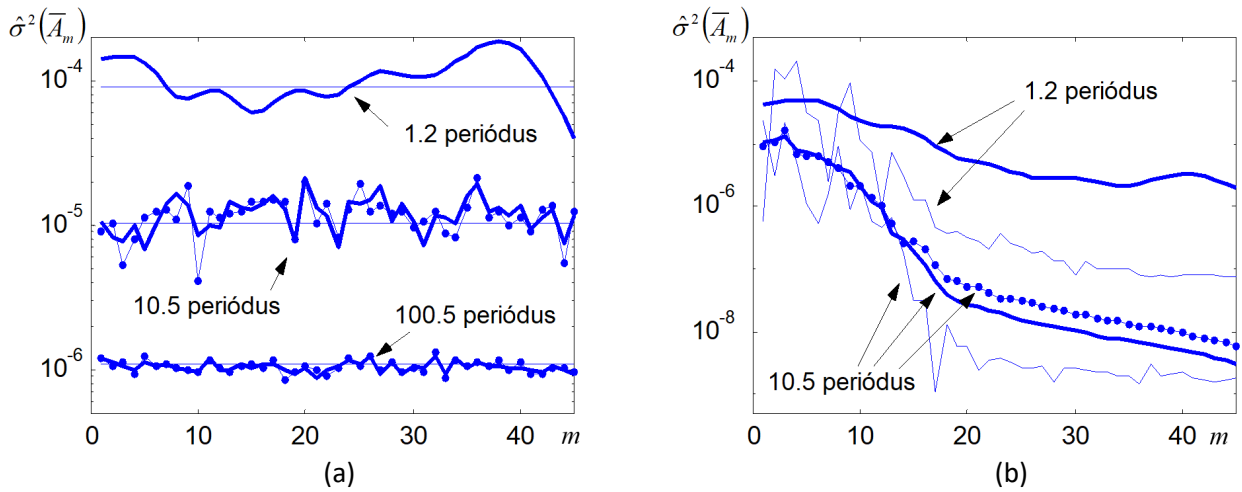 σ̂²(A̅ₘ)
10⁻⁴
1.2 periódus
10⁻⁵
10.5 periódus
100.5 periódus
10⁻⁶
0 10 20 30 40 m
(a)
σ̂²(A̅ₘ)
10⁻⁴
1.2 periódus
10⁻⁶
10⁻⁸
10.5 periódus
0 10 20 30 40 m
(b)